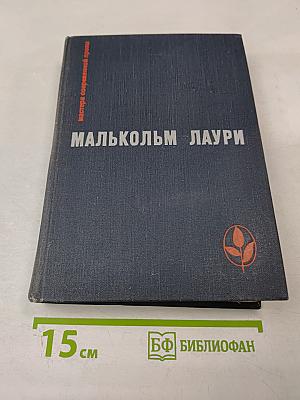 мастера современной прозы
МАЛЬКОЛЬМ ЛАУРИ
15 см
БФ БИБЛИОФАН